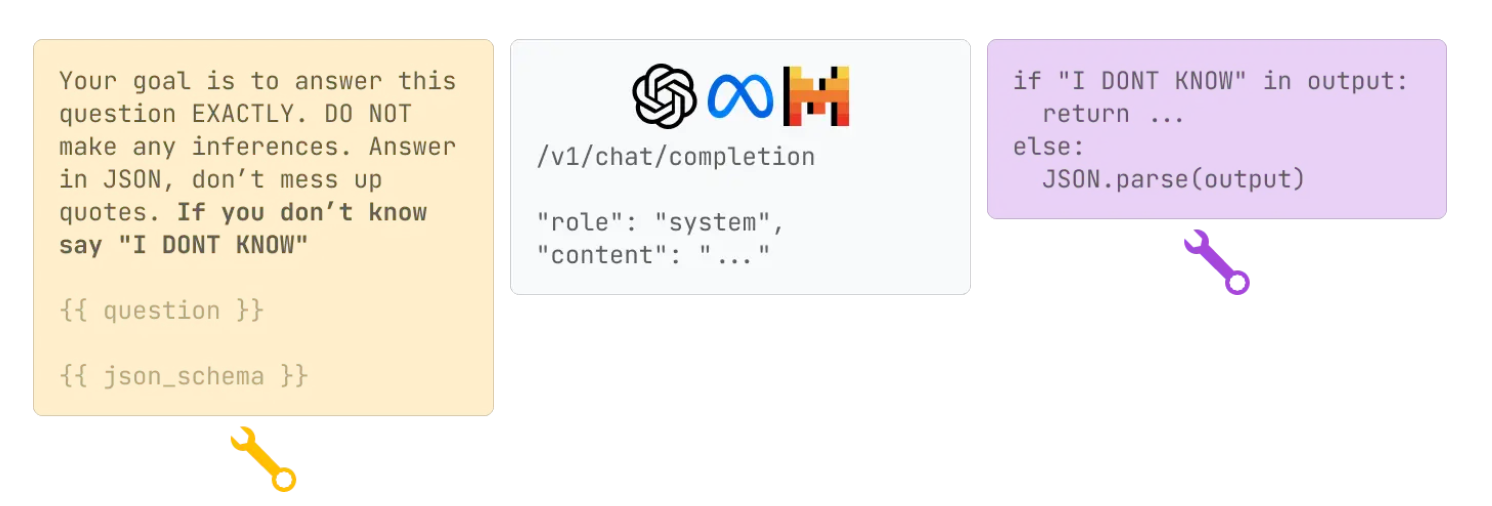 Your goal is to answer this
question EXACTLY. DO NOT
make any inferences. Answer
in JSON, don’t mess up
quotes. If you don’t know
say "I DONT KNOW"
{{ question }}
{{ json_schema }}
/v1/chat/completion
"role": "system",
"content": "..."
if "I DONT KNOW" in output:
  return ...
else:
  JSON.parse(output)